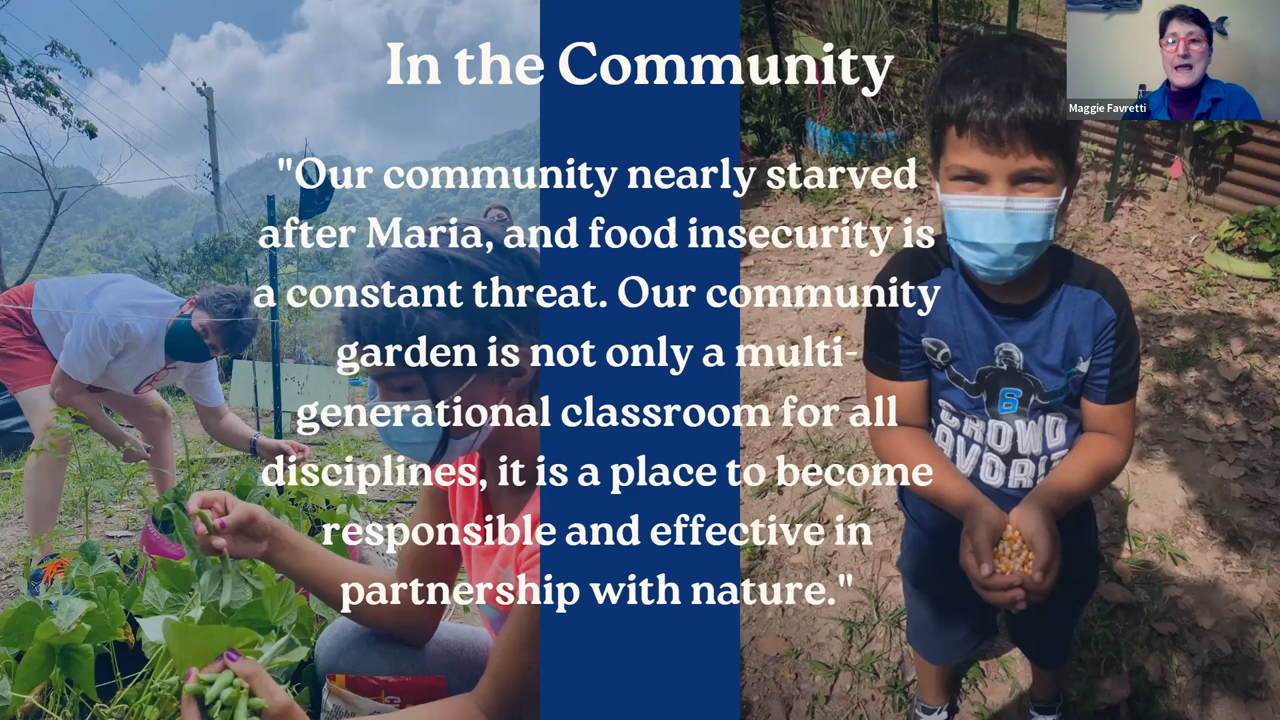 In the Community
Maggie Favretti
"Our community nearly starved
after Maria, and food insecurity is
a constant threat. Our community
garden is not only a multi-
generational classroom for all
disciplines, it is a place to become
responsible and effective in
partnership with nature."
6
CROWD